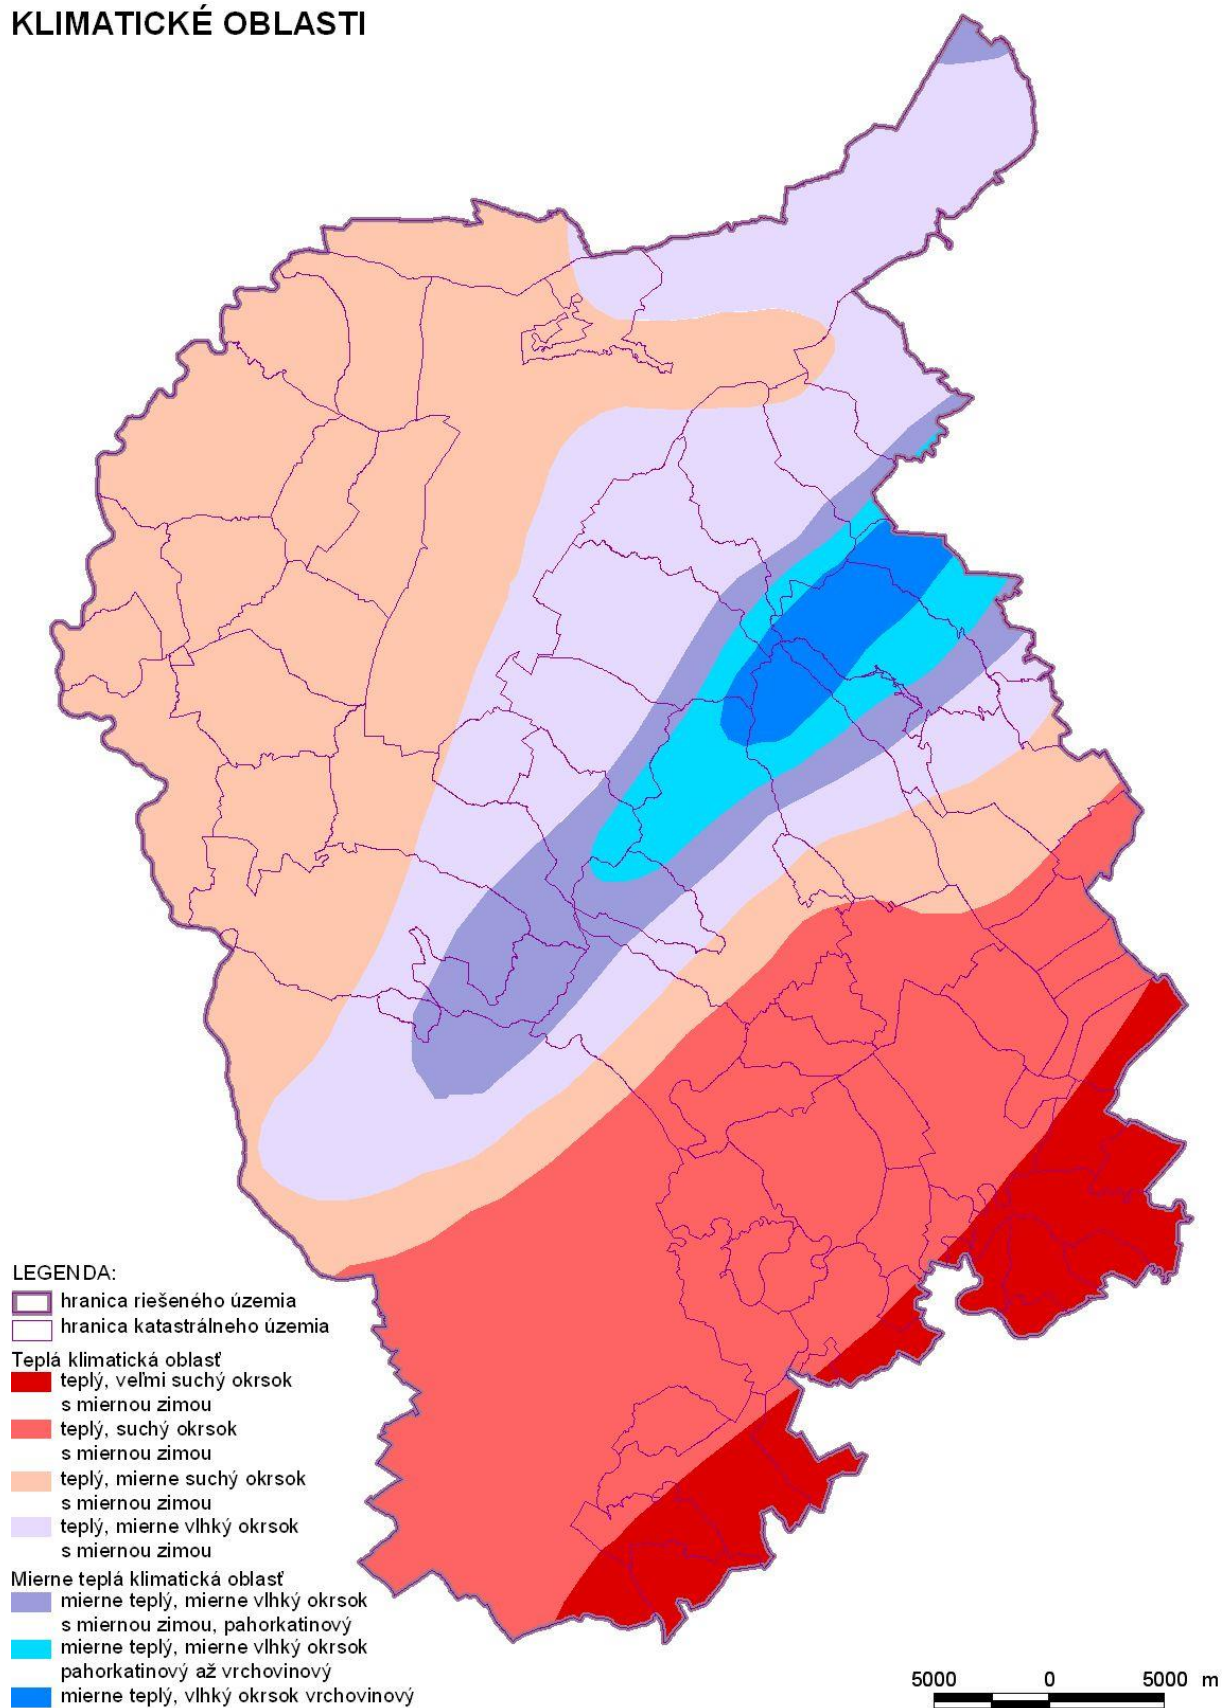 KLIMATICKÉ OBLASTI
LEGENDA:
hranica riešeného územia
hranica katastrálneho územia
Teplá klimatická oblasť
teplý, veľmi suchý okrsok
s miernou zimou
teplý, suchý okrsok
s miernou zimou
teplý, mierne suchý okrsok
s miernou zimou
teplý, mierne vlhký okrsok
s miernou zimou
Mierne teplá klimatická oblasť
mierne teplý, mierne vlhký okrsok
s miernou zimou, pahorkatinový
mierne teplý, mierne vlhký okrsok
pahorkatinový až vrchovinový
mierne teplý, vlhký okrsok vrchovinový
5000 0 5000 m